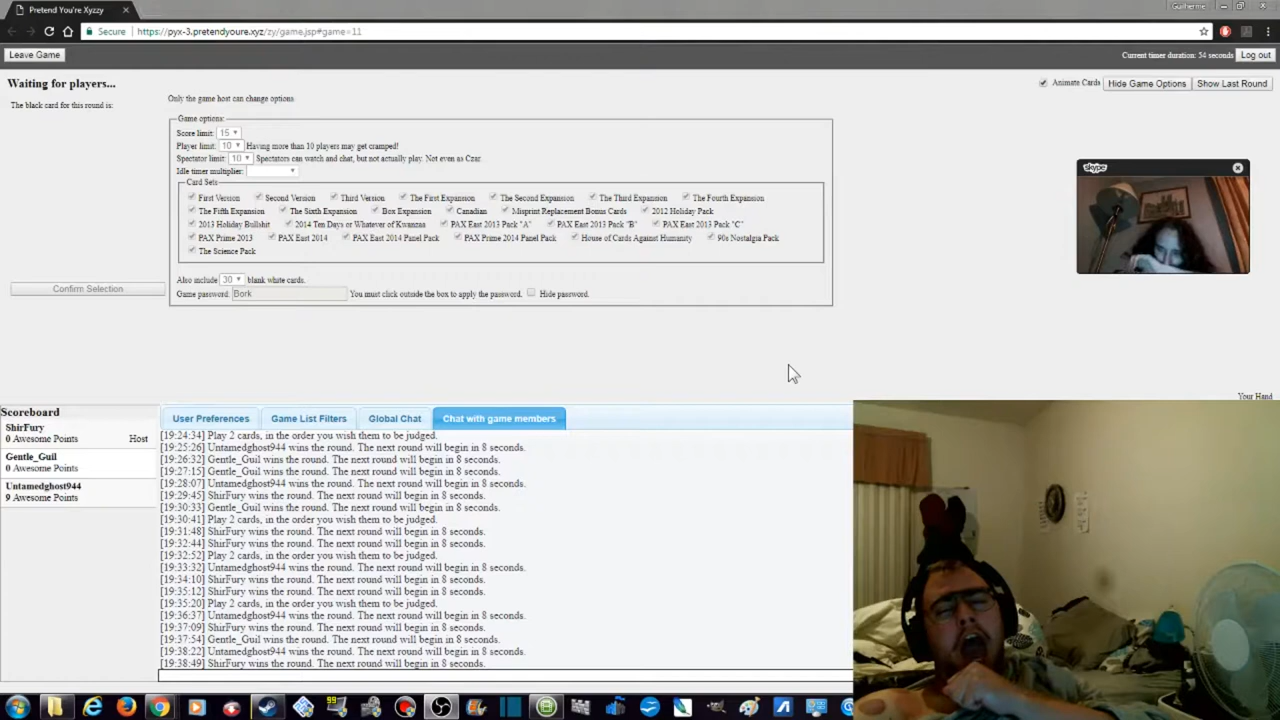 Pretend You're Xyzzy
Guilherme
Secure https://pyx-3.pretendyoure.xyz/zy/game.jsp#game=11
Leave Game
Current timer duration: 54 seconds Log out
Waiting for players...
Animate Cards Hide Game Options Show Last Round
The black card for this round is:
Only the game host can change options.
Game options:
Score limit: 15
Player limit: 10 Having more than 10 players may get cramped!
Spectator limit: 10 Spectators can watch and chat, but not actually play. Not even as Czar.
Idle timer multiplier:
Card Sets
First Version Second Version Third Version The First Expansion The Second Expansion The Third Expansion The Fourth Expansion
The Fifth Expansion The Sixth Expansion Box Expansion Canadian Misprint Replacement Bonus Cards 2012 Holiday Pack
2013 Holiday Bullshit 2014 Ten Days or Whatever of Kwanzaa PAX East 2013 Pack "A" PAX East 2013 Pack "B" PAX East 2013 Pack "C"
PAX Prime 2013 PAX East 2014 PAX East 2014 Panel Pack PAX Prime 2014 Panel Pack House of Cards Against Humanity 90s Nostalgia Pack
The Science Pack
Also include 30 blank white cards.
Game password: Bork You must click outside the box to apply the password. Hide password.
Confirm Selection
skype
Your Hand
Scoreboard
ShirFury
0 Awesome Points Host
Gentle_Guil
0 Awesome Points
Untamedghost944
9 Awesome Points
User Preferences Game List Filters Global Chat Chat with game members
[19:24:34] Play 2 cards, in the order you wish them to be judged.
[19:25:26] Untamedghost944 wins the round. The next round will begin in 8 seconds.
[19:26:32] Gentle_Guil wins the round. The next round will begin in 8 seconds.
[19:27:15] Gentle_Guil wins the round. The next round will begin in 8 seconds.
[19:28:07] Untamedghost944 wins the round. The next round will begin in 8 seconds.
[19:29:45] ShirFury wins the round. The next round will begin in 8 seconds.
[19:30:33] Gentle_Guil wins the round. The next round will begin in 8 seconds.
[19:30:41] Play 2 cards, in the order you wish them to be judged.
[19:31:48] ShirFury wins the round. The next round will begin in 8 seconds.
[19:32:44] ShirFury wins the round. The next round will begin in 8 seconds.
[19:32:52] Play 2 cards, in the order you wish them to be judged.
[19:33:32] Untamedghost944 wins the round. The next round will begin in 8 seconds.
[19:34:10] ShirFury wins the round. The next round will begin in 8 seconds.
[19:35:12] ShirFury wins the round. The next round will begin in 8 seconds.
[19:35:20] Play 2 cards, in the order you wish them to be judged.
[19:36:37] Untamedghost944 wins the round. The next round will begin in 8 seconds.
[19:37:09] ShirFury wins the round. The next round will begin in 8 seconds.
[19:37:54] Gentle_Guil wins the round. The next round will begin in 8 seconds.
[19:38:22] Untamedghost944 wins the round. The next round will begin in 8 seconds.
[19:38:49] ShirFury wins the round. The next round will begin in 8 seconds.
99